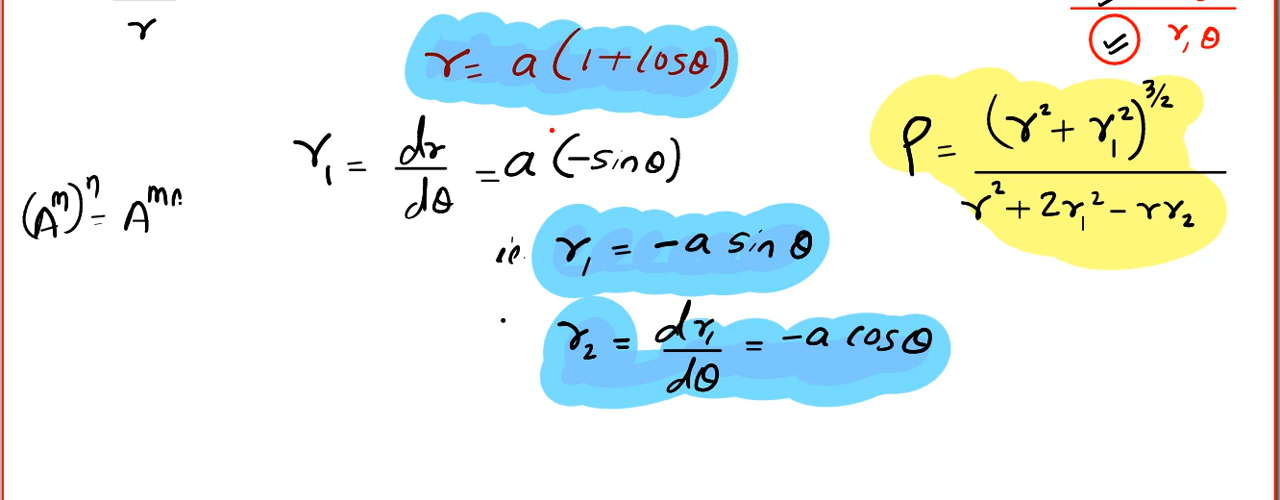 r
r, θ
r = a(1+cosθ)
r₁ = dr/dθ = a(-sinθ)
ρ = (r² + r₁²)^3/2 / r² + 2r₁² - rr₂
(Aᵐ)ⁿ = Aᵐⁿ
ie. r₁ = -a sin θ
r₂ = dr₁/dθ = -a cosθ